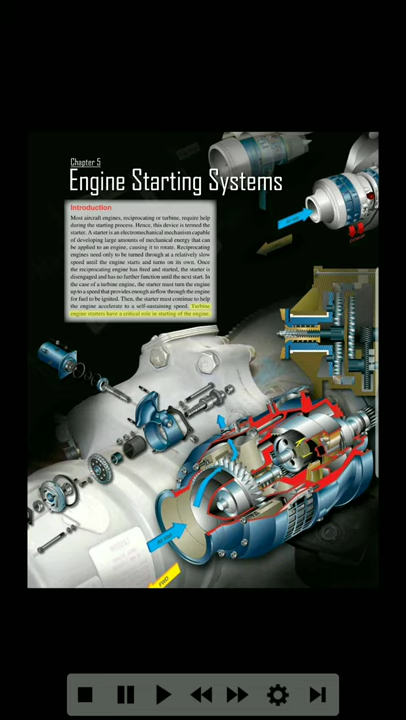 Chapter 5
Engine Starting Systems
Introduction
Most aircraft engines, reciprocating or turbine, require help
during the starting process. Hence, this device is termed the
starter. A starter is an electromechanical mechanism capable
of developing large amounts of mechanical energy that can
be applied to an engine, causing it to rotate. Reciprocating
engines need only to be turned through at a relatively slow
speed until the engine starts and turns on its own. Once
the reciprocating engine has fired and started, the starter is
disengaged and has no further function until the next start. In
the case of a turbine engine, the starter must turn the engine
up to a speed that provides enough airflow through the engine
for fuel to be ignited. Then, the starter must continue to help
the engine accelerate to a self-sustaining speed. Turbine
engine starters have a critical role in starting of the engine.
FWD